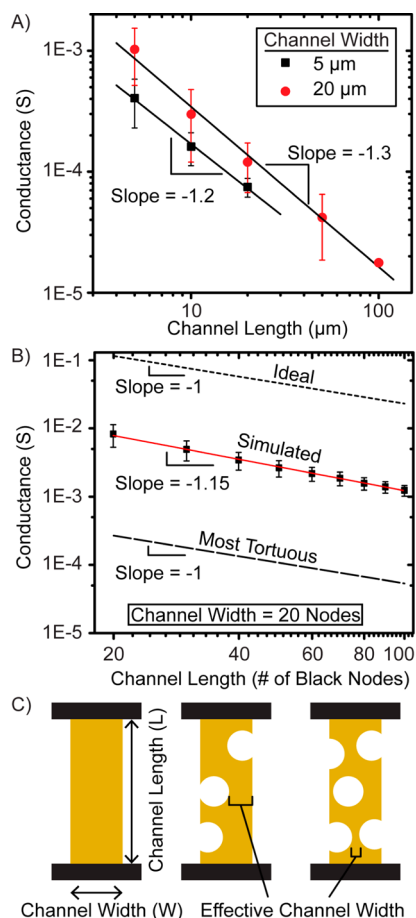 A)
1E-3
1E-4
1E-5
Conductance (S)
Channel Width
5 µm
20 µm
Slope = -1.2
Slope = -1.3
10
100
Channel Length (µm)
B)
1E-1
1E-2
1E-3
1E-4
1E-5
Conductance (S)
Ideal
Slope = -1
Simulated
Slope = -1.15
Most Tortuous
Slope = -1
Channel Width = 20 Nodes
20
40
60
80
100
Channel Length (# of Black Nodes)
C)
Channel Length (L)
Channel Width (W)
Effective Channel Width